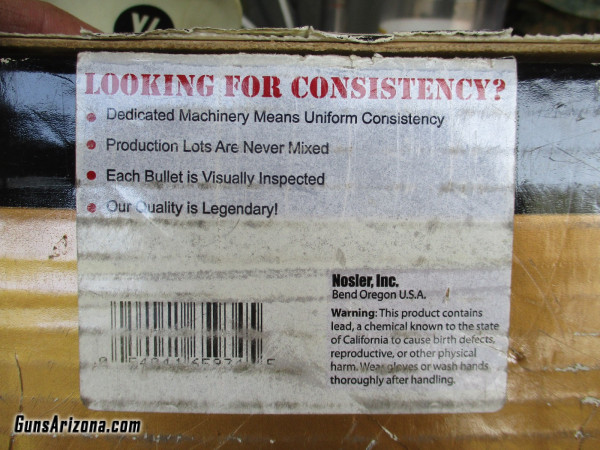 LOOKING FOR CONSISTENCY?
Dedicated Machinery Means Uniform Consistency
Production Lots Are Never Mixed
Each Bullet is Visually Inspected
Our Quality is Legendary!
Nosler, Inc.
Bend Oregon U.S.A.
Warning: This product contains
lead, a chemical known to the state
of California to cause birth defects,
reproductive, or other physical
harm. Wear gloves or wash hands
thoroughly after handling.
GunsArizona.com